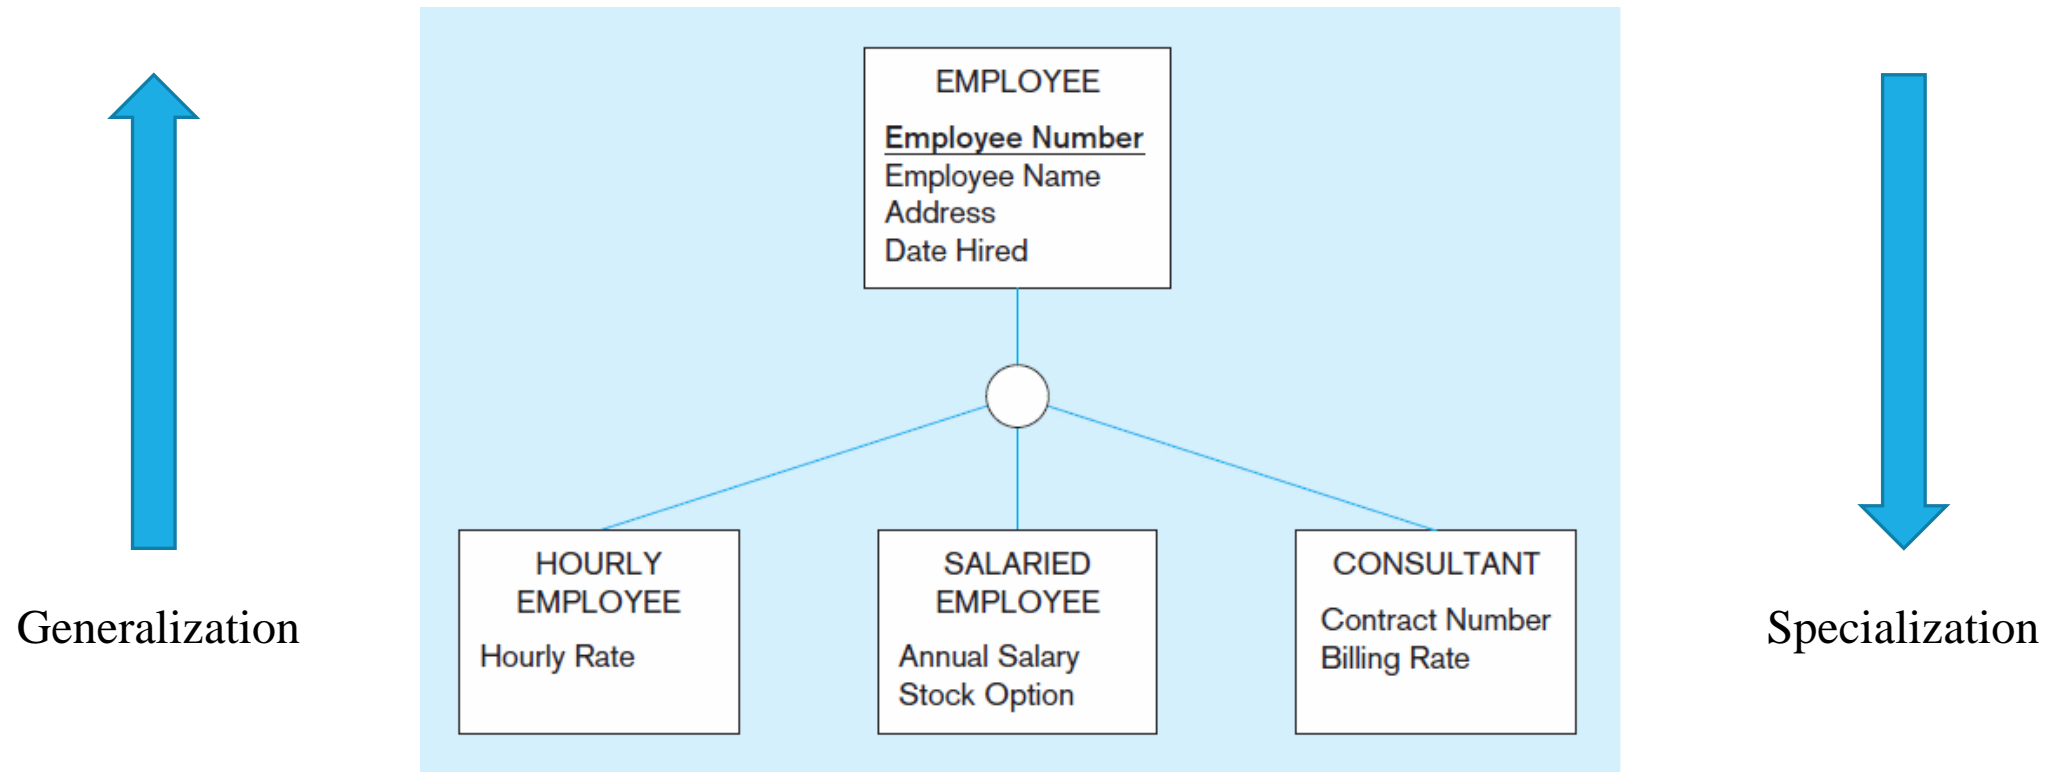 EMPLOYEE
Employee Number
Employee Name
Address
Date Hired
HOURLY
EMPLOYEE
Hourly Rate
SALARIED
EMPLOYEE
Annual Salary
Stock Option
CONSULTANT
Contract Number
Billing Rate
Generalization
Specialization